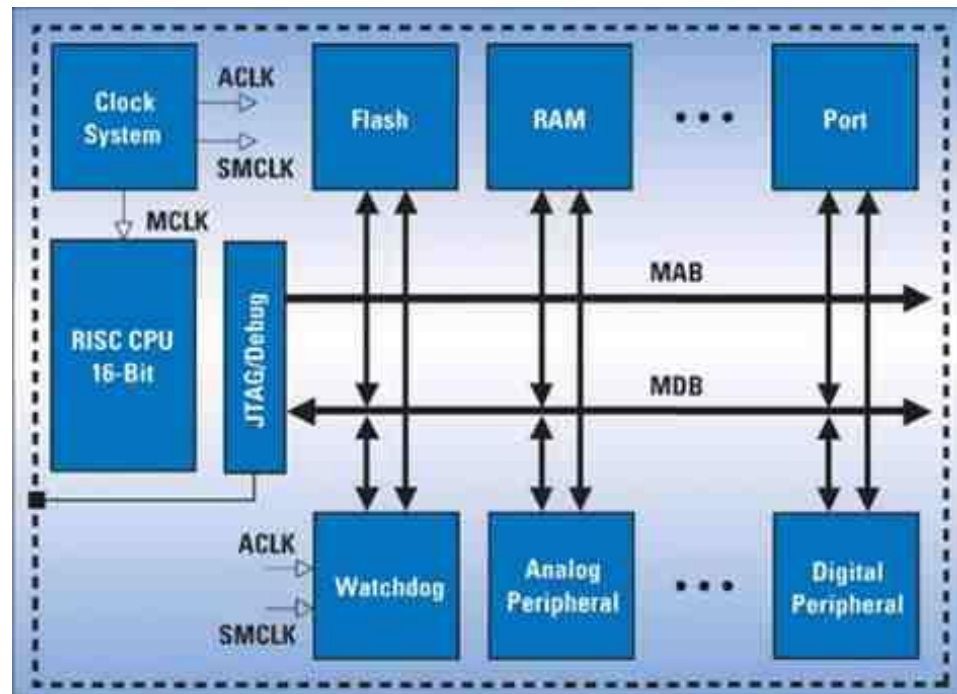 Clock
System
ACLK
SMCLK
MCLK
Flash
RAM
Port
RISC CPU
16-Bit
JTAG/Debug
MAB
MDB
ACLK
SMCLK
Watchdog
Analog
Peripheral
Digital
Peripheral